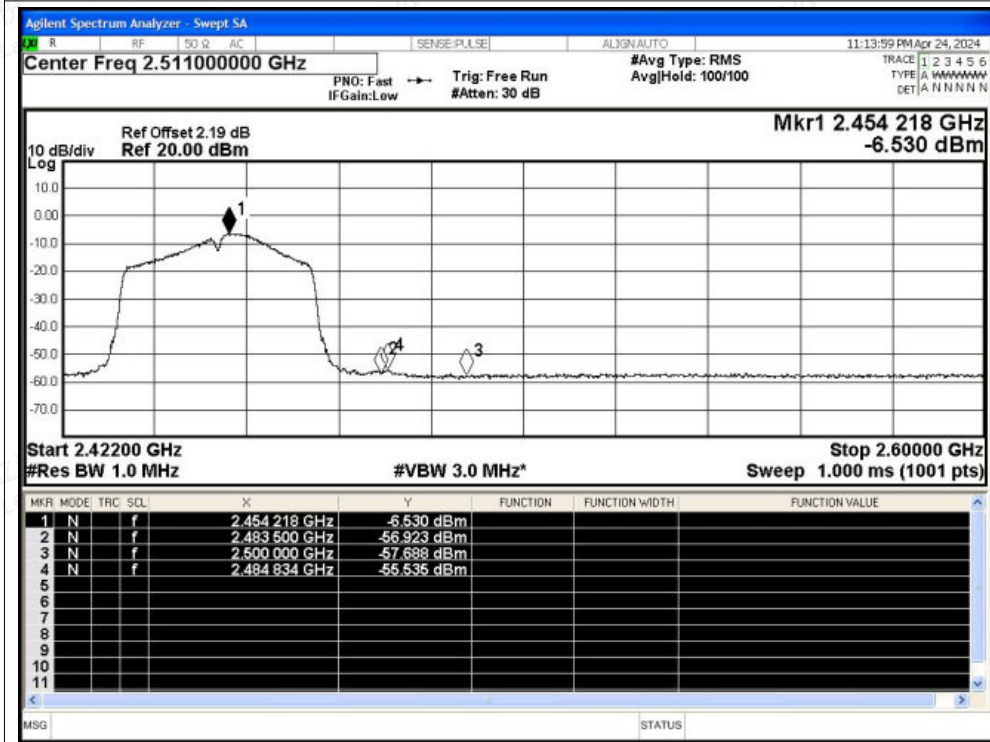 Agilent Spectrum Analyzer - Swept SA
LXI R RF 50 Ω AC SENSE:PULSE ALIGNAUTO 11:13:59 PM Apr 24, 2024
Center Freq 2.511000000 GHz #Avg Type: RMS TRACE 1 2 3 4 5 6
PNO: Fast Trig: Free Run Avg|Hold: 100/100 TYPE A WWWWW
IFGain:Low #Atten: 30 dB DET A N N N N N
Mkr1 2.454 218 GHz
Ref Offset 2.19 dB
10 dB/div Ref 20.00 dBm -6.530 dBm
Log
10.0
0.00
-10.0
-20.0
-30.0
-40.0
-50.0
-60.0
-70.0
1
2 4
3
Start 2.42200 GHz Stop 2.60000 GHz
#Res BW 1.0 MHz #VBW 3.0 MHz* Sweep 1.000 ms (1001 pts)
MKR MODE TRC SCL X Y FUNCTION FUNCTION WIDTH FUNCTION VALUE
1 N f 2.454 218 GHz -6.530 dBm
2 N f 2.483 500 GHz -56.923 dBm
3 N f 2.500 000 GHz -57.688 dBm
4 N f 2.484 834 GHz -55.535 dBm
5
6
7
8
9
10
11
MSG STATUS